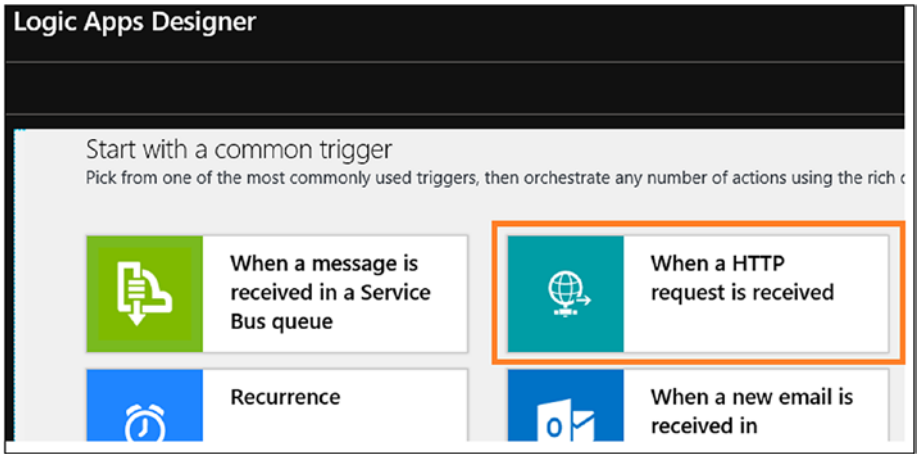 Logic Apps Designer
Start with a common trigger
Pick from one of the most commonly used triggers, then orchestrate any number of actions using the rich
When a message is
received in a Service
Bus queue
When a HTTP
request is received
Recurrence
When a new email is
received in